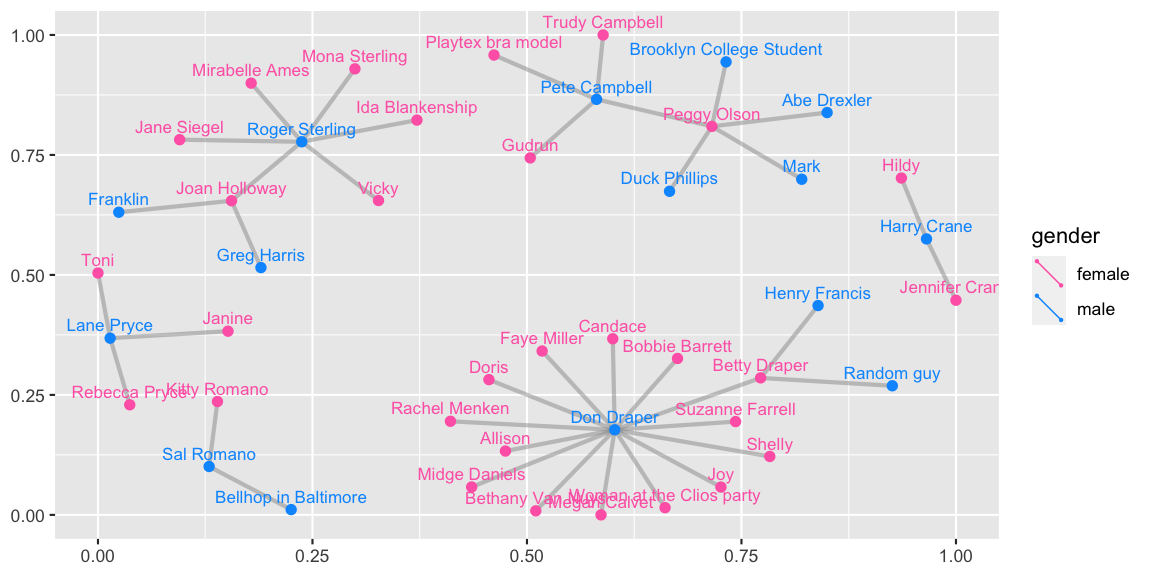 Trudy Campbell
Playtex bra model
Brooklyn College Student
Mona Sterling
Mirabelle Ames
Pete Campbell
Abe Drexler
Ida Blankenship
Peggy Olson
Jane Siegel
Roger Sterling
Gudrun
Mark
Hildy
Duck Phillips
Joan Holloway
Vicky
Franklin
Harry Crane
Greg Harris
Toni
Jennifer Cran
Henry Francis
Lane Pryce
Janine
Candace
Faye Miller
Bobbie Barrett
Betty Draper
Doris
Random guy
Rebecca Pryce
Kitty Romano
Rachel Menken
Suzanne Farrell
Don Draper
Allison
Shelly
Sal Romano
Midge Daniels
Joy
Bellhop in Baltimore
Bethany Van
Woman at the Clios party
Megan Calvet
1.00
0.75
0.50
0.25
0.00
0.00 0.25 0.50 0.75 1.00
gender
female
male